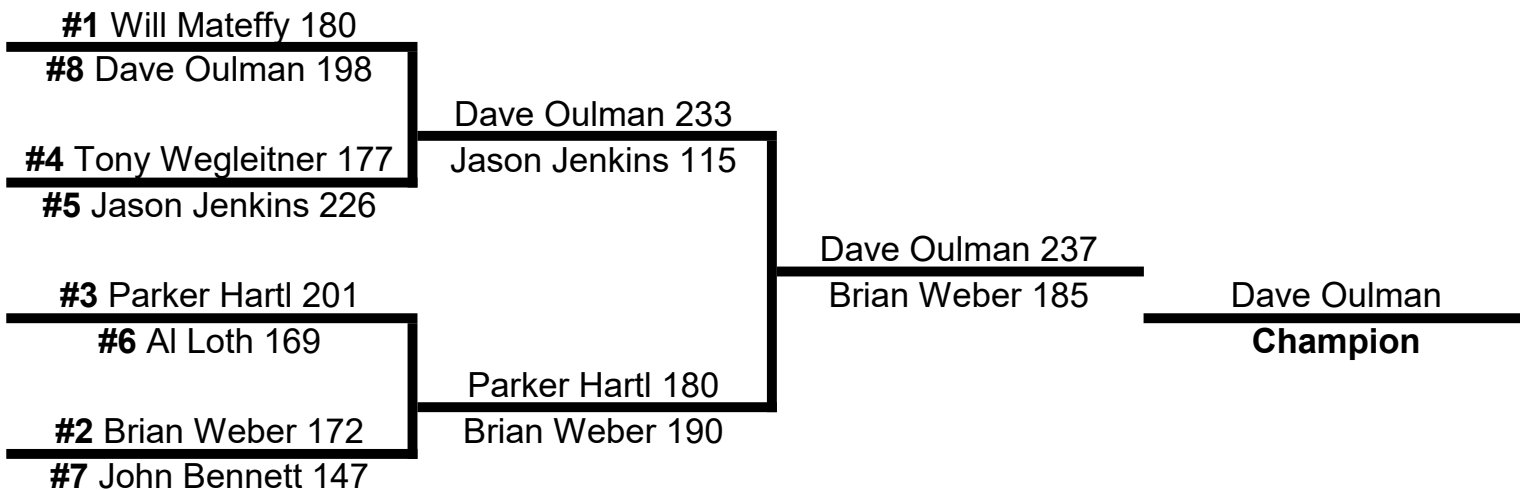 #1 Will Mateffy 180
#8 Dave Oulman 198
#4 Tony Wegleitner 177
#5 Jason Jenkins 226
#3 Parker Hartl 201
#6 Al Loth 169
#2 Brian Weber 172
#7 John Bennett 147
Dave Oulman 233
Jason Jenkins 115
Parker Hartl 180
Brian Weber 190
Dave Oulman 237
Brian Weber 185
Dave Oulman
Champion